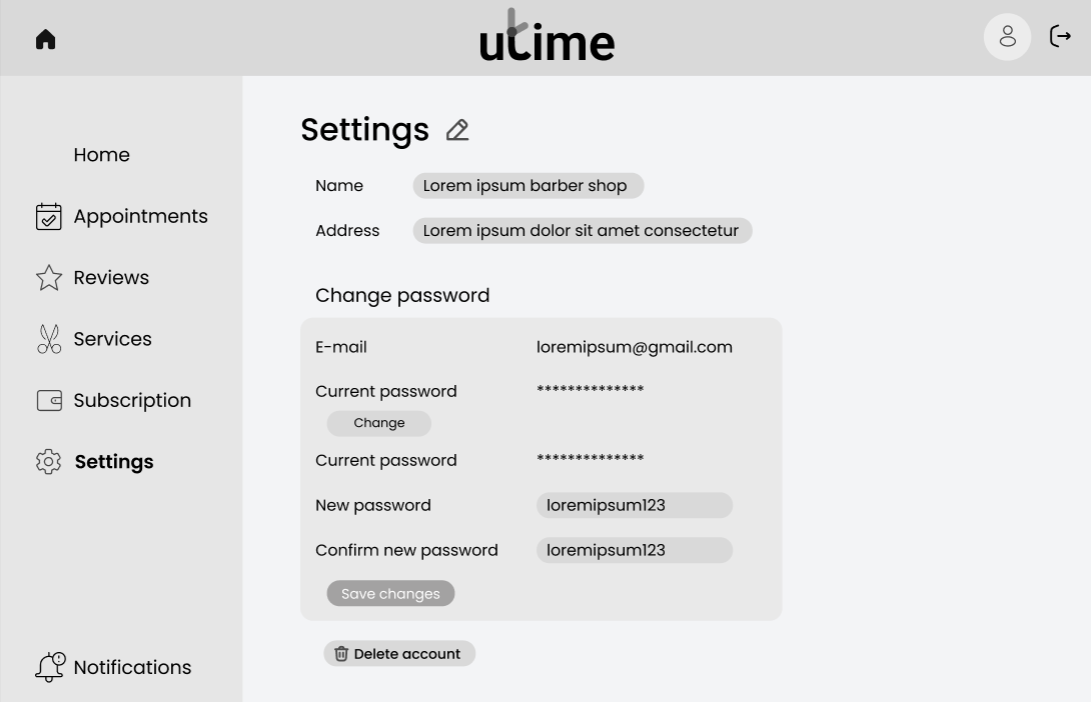 utime
Home
Appointments
Reviews
Services
Subscription
Settings
Notifications
Settings
Name
Lorem ipsum barber shop
Address
Lorem ipsum dolor sit amet consectetur
Change password
E-mail
loremipsum@gmail.com
Current password
**************
Change
Current password
**************
New password
loremipsum123
Confirm new password
loremipsum123
Save changes
Delete account